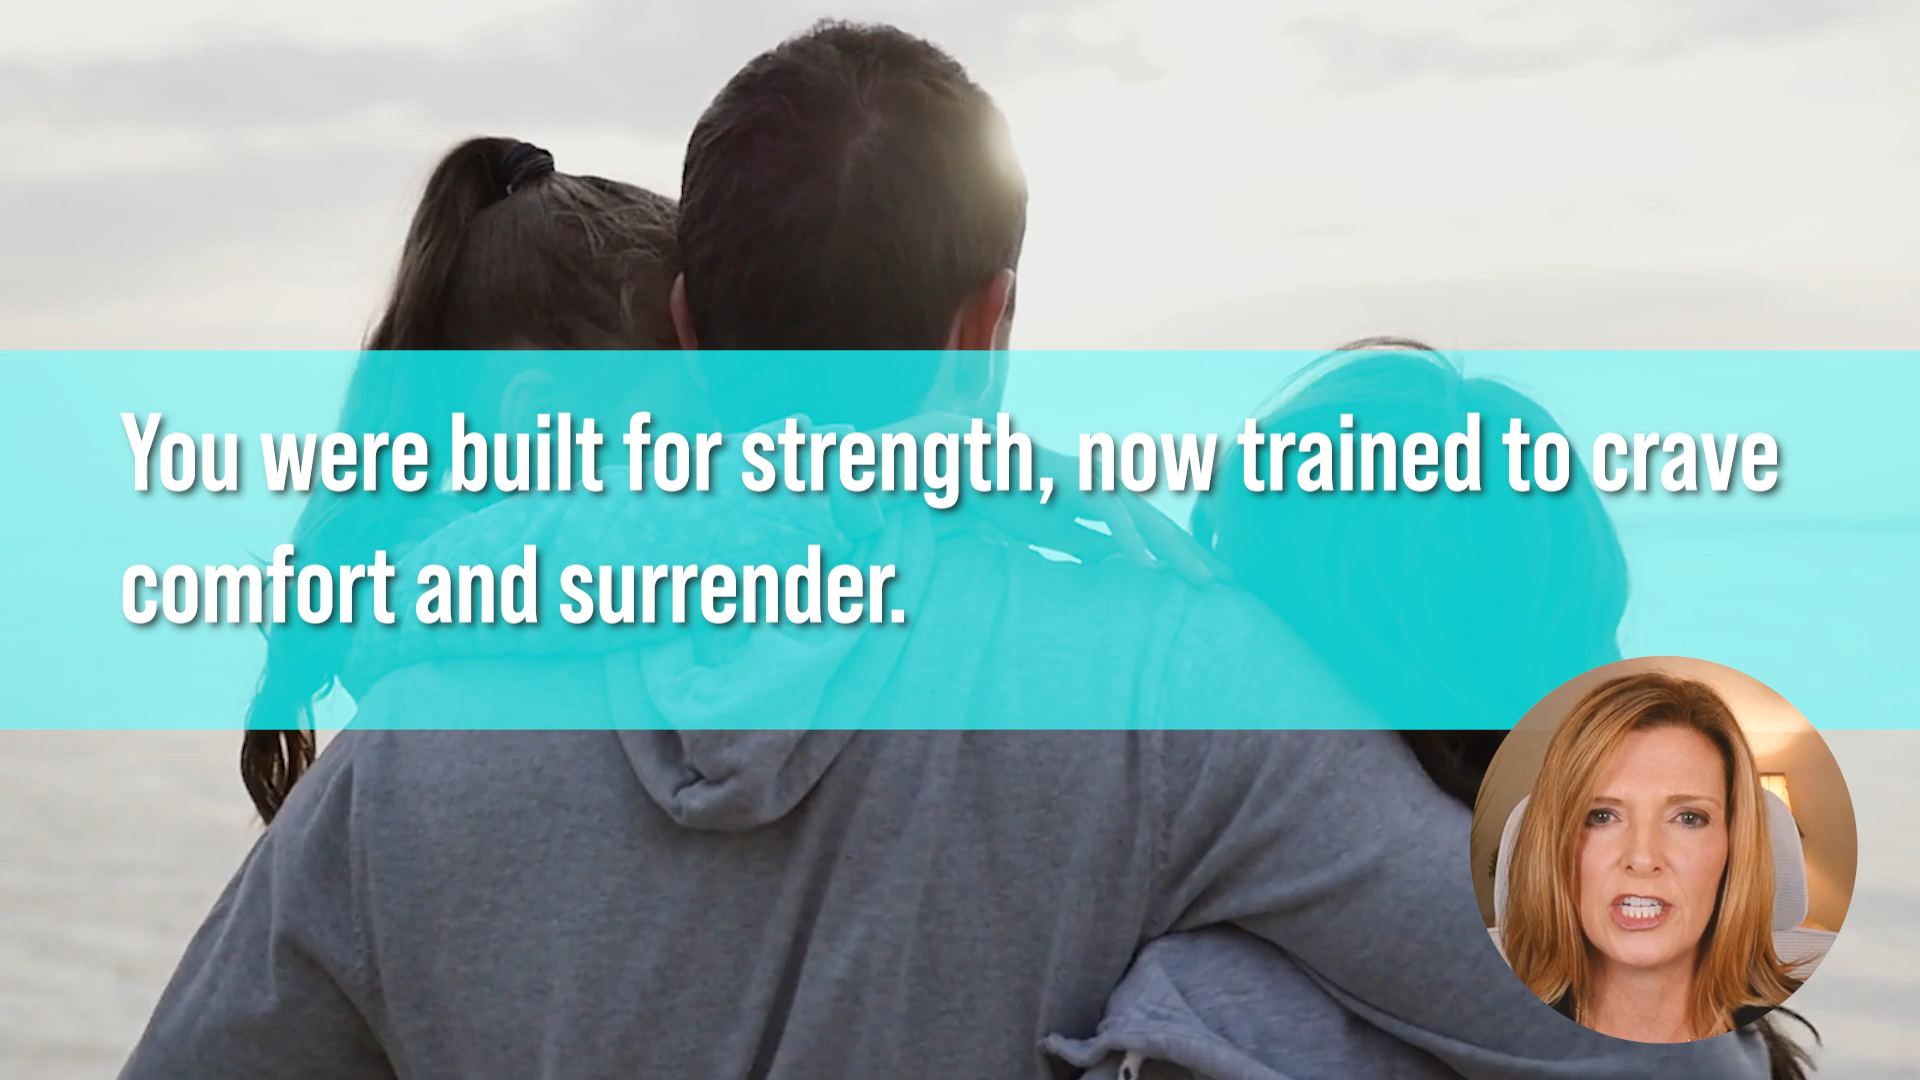 You were built for strength, now trained to crave
comfort and surrender.